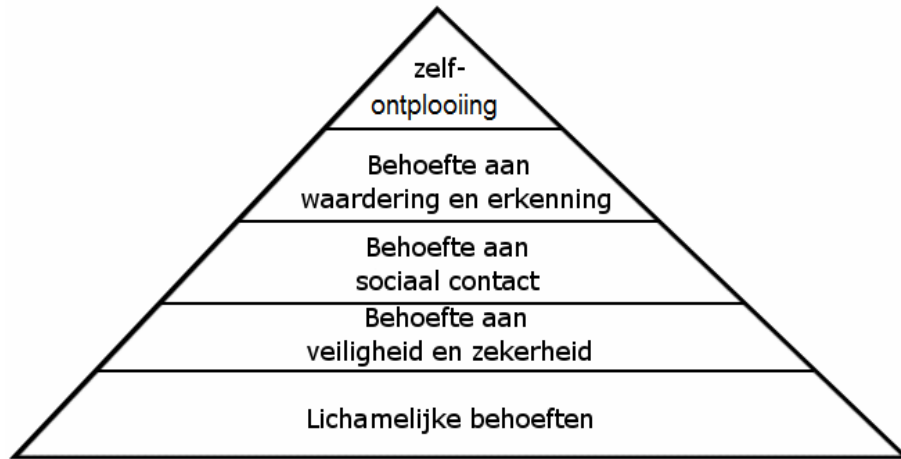 zelf-
ontplooiing
Behoefte aan
waardering en erkenning
Behoefte aan
sociaal contact
Behoefte aan
veiligheid en zekerheid
Lichamelijke behoeften